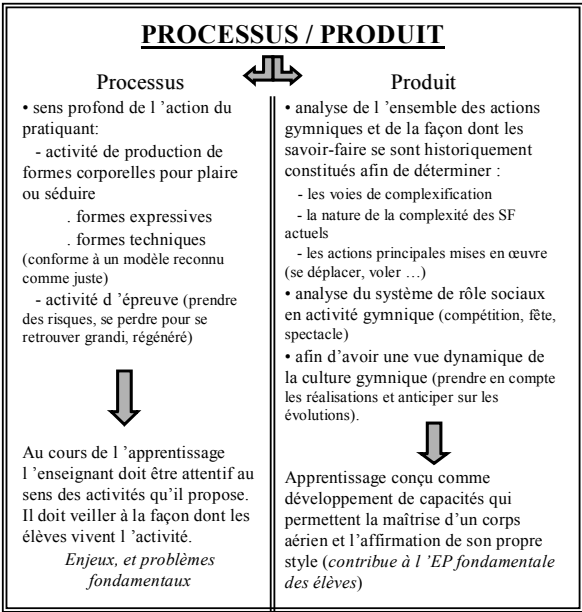 PROCESSUS / PRODUIT
Processus
• sens profond de l ’action du
pratiquant:
- activité de production de
formes corporelles pour plaire
ou séduire
. formes expressives
. formes techniques
(conforme à un modèle reconnu
comme juste)
- activité d ’épreuve (prendre
des risques, se perdre pour se
retrouver grandi, régénéré)
Au cours de l ’apprentissage
l ’enseignant doit être attentif au
sens des activités qu’il propose.
Il doit veiller à la façon dont les
élèves vivent l ’activité.
Enjeux, et problèmes
fondamentaux
Produit
• analyse de l ’ensemble des actions
gymniques et de la façon dont les
savoir-faire se sont historiquement
constitués afin de déterminer :
- les voies de complexification
- la nature de la complexité des SF
actuels
- les actions principales mises en œuvre
(se déplacer, voler …)
• analyse du système de rôle sociaux
en activité gymnique (compétition, fête,
spectacle)
• afin d’avoir une vue dynamique de
la culture gymnique (prendre en compte
les réalisations et anticiper sur les
évolutions).
Apprentissage conçu comme
développement de capacités qui
permettent la maîtrise d’un corps
aérien et l’affirmation de son propre
style (contribue à l ’EP fondamentale
des élèves)